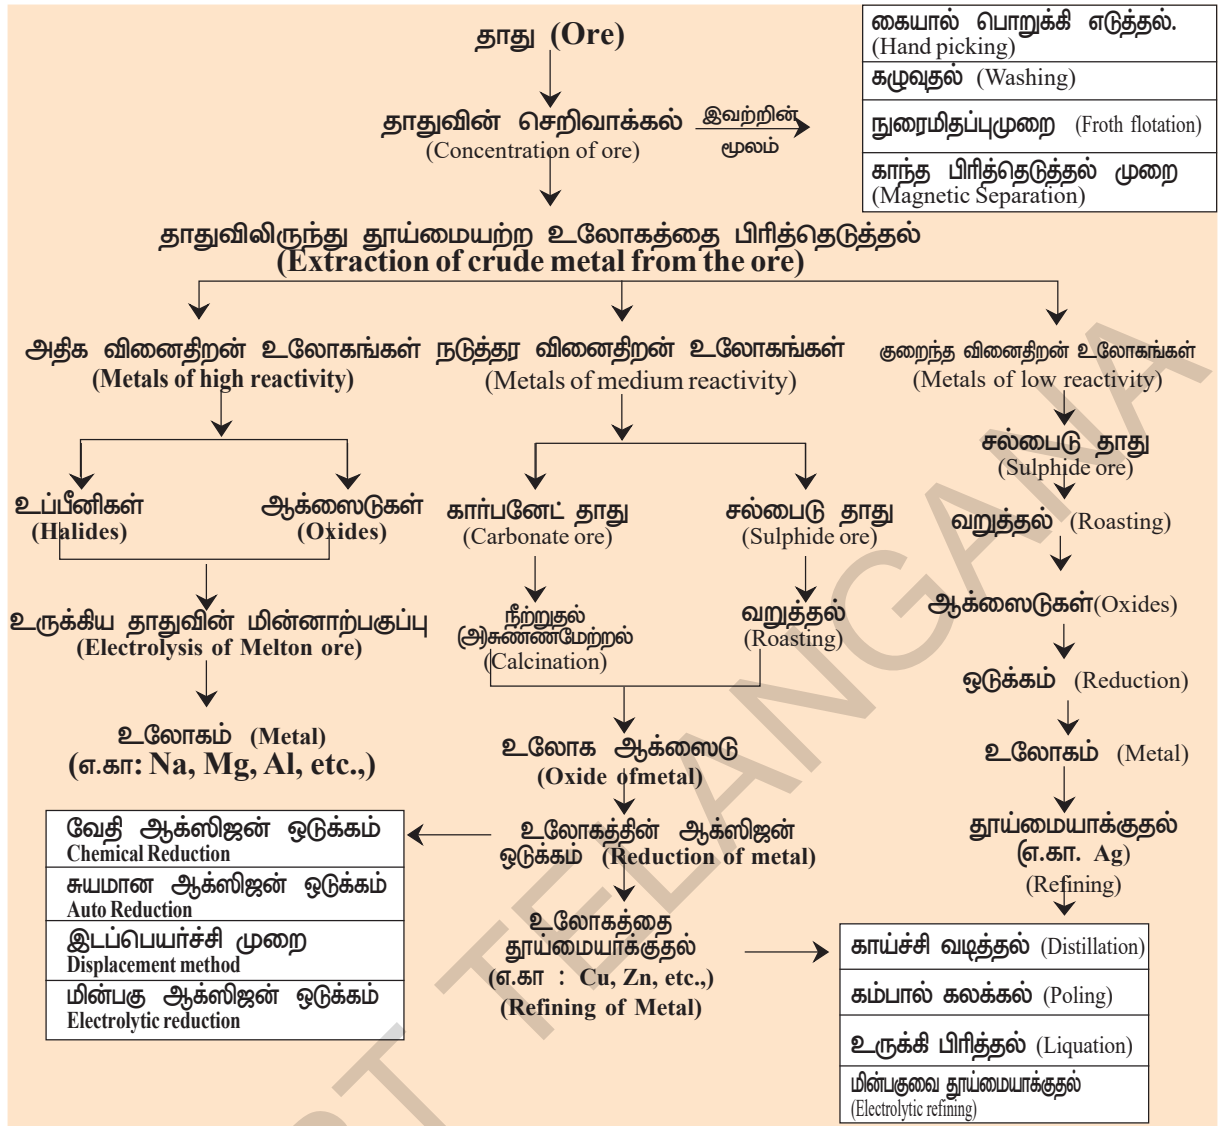 தாது (Ore)
தாதுவின் செறிவாக்கல்
(Concentration of ore)
இவற்றின்
மூலம்
கையால் பொறுக்கி எடுத்தல்.
(Hand picking)
கழுவுதல் (Washing)
நுரைமிதப்புமுறை (Froth flotation)
காந்த பிரித்தெடுத்தல் முறை
(Magnetic Separation)
தாதுவிலிருந்து தூய்மையற்ற உலோகத்தை பிரித்தெடுத்தல்
(Extraction of crude metal from the ore)
அதிக வினைதிறன் உலோகங்கள்
(Metals of high reactivity)
நடுத்தர வினைதிறன் உலோகங்கள்
(Metals of medium reactivity)
குறைந்த வினைதிறன் உலோகங்கள்
(Metals of low reactivity)
உப்பீனிகள்
(Halides)
ஆக்ஸைடுகள்
(Oxides)
உருக்கிய தாதுவின் மின்னாற்பகுப்பு
(Electrolysis of Melton ore)
உலோகம் (Metal)
(எ.கா: Na, Mg, Al, etc.,)
கார்பனேட் தாது
(Carbonate ore)
சல்பைடு தாது
(Sulphide ore)
நீற்றுதல்
(அ)சுண்ணமேற்றல்
(Calcination)
வறுத்தல்
(Roasting)
உலோக ஆக்ஸைடு
(Oxide ofmetal)
உலோகத்தின் ஆக்ஸிஜன்
ஒடுக்கம் (Reduction of metal)
உலோகத்தை
தூய்மையாக்குதல்
(எ.கா : Cu, Zn, etc.,)
(Refining of Metal)
சல்பைடு தாது
(Sulphide ore)
வறுத்தல் (Roasting)
ஆக்ஸைடுகள்(Oxides)
ஒடுக்கம் (Reduction)
உலோகம் (Metal)
தூய்மையாக்குதல்
(எ.கா. Ag)
(Refining)
வேதி ஆக்ஸிஜன் ஒடுக்கம்
Chemical Reduction
சுயமான ஆக்ஸிஜன் ஒடுக்கம்
Auto Reduction
இடப்பெயர்ச்சி முறை
Displacement method
மின்பகு ஆக்ஸிஜன் ஒடுக்கம்
Electrolytic reduction
காய்ச்சி வடித்தல் (Distillation)
கம்பால் கலக்கல் (Poling)
உருக்கி பிரித்தல் (Liquation)
மின்பகுவை தூய்மையாக்குதல்
(Electrolytic refining)
TELANGANA